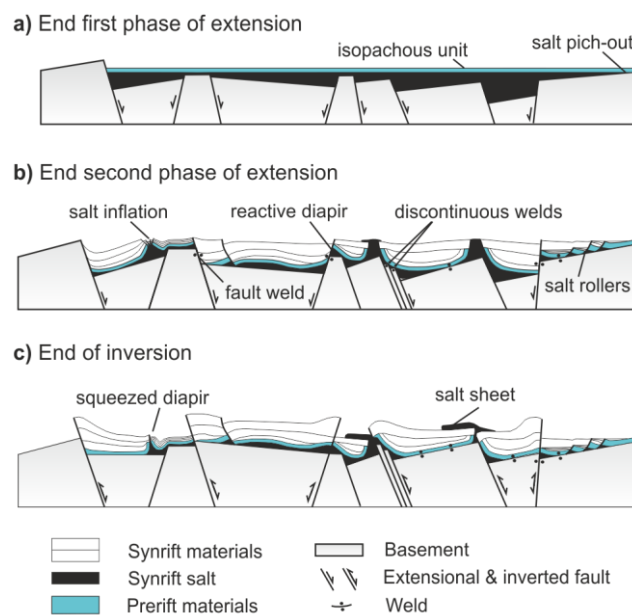 a) End first phase of extension
salt pich-out
isopachous unit
b) End second phase of extension
salt inflation
reactive diapir
discontinuous welds
fault weld
salt rollers
c) End of inversion
squeezed diapir
salt sheet
Synrift materials
Basement
Synrift salt
Extensional & inverted fault
Prerift materials
Weld